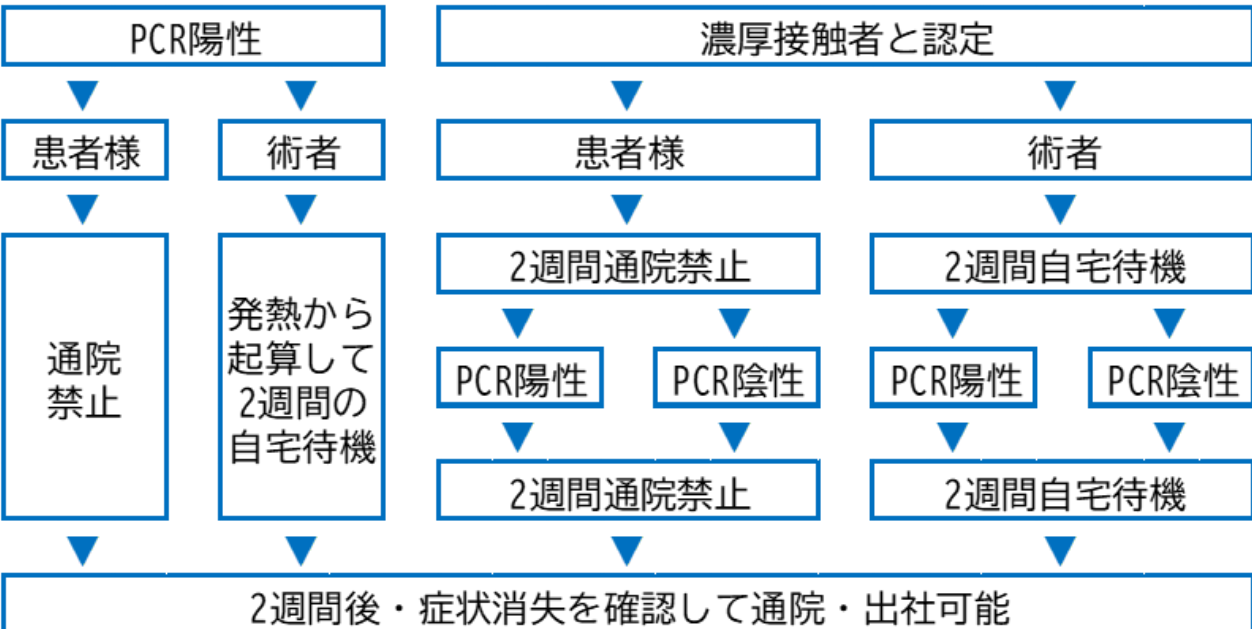 PCR陽性
濃厚接触者と認定
患者様
術者
患者様
術者
通院
禁止
発熱から
起算して
2週間の
自宅待機
2週間通院禁止
2週間自宅待機
PCR陽性
PCR陰性
PCR陽性
PCR陰性
2週間通院禁止
2週間自宅待機
2週間後・症状消失を確認して通院・出社可能